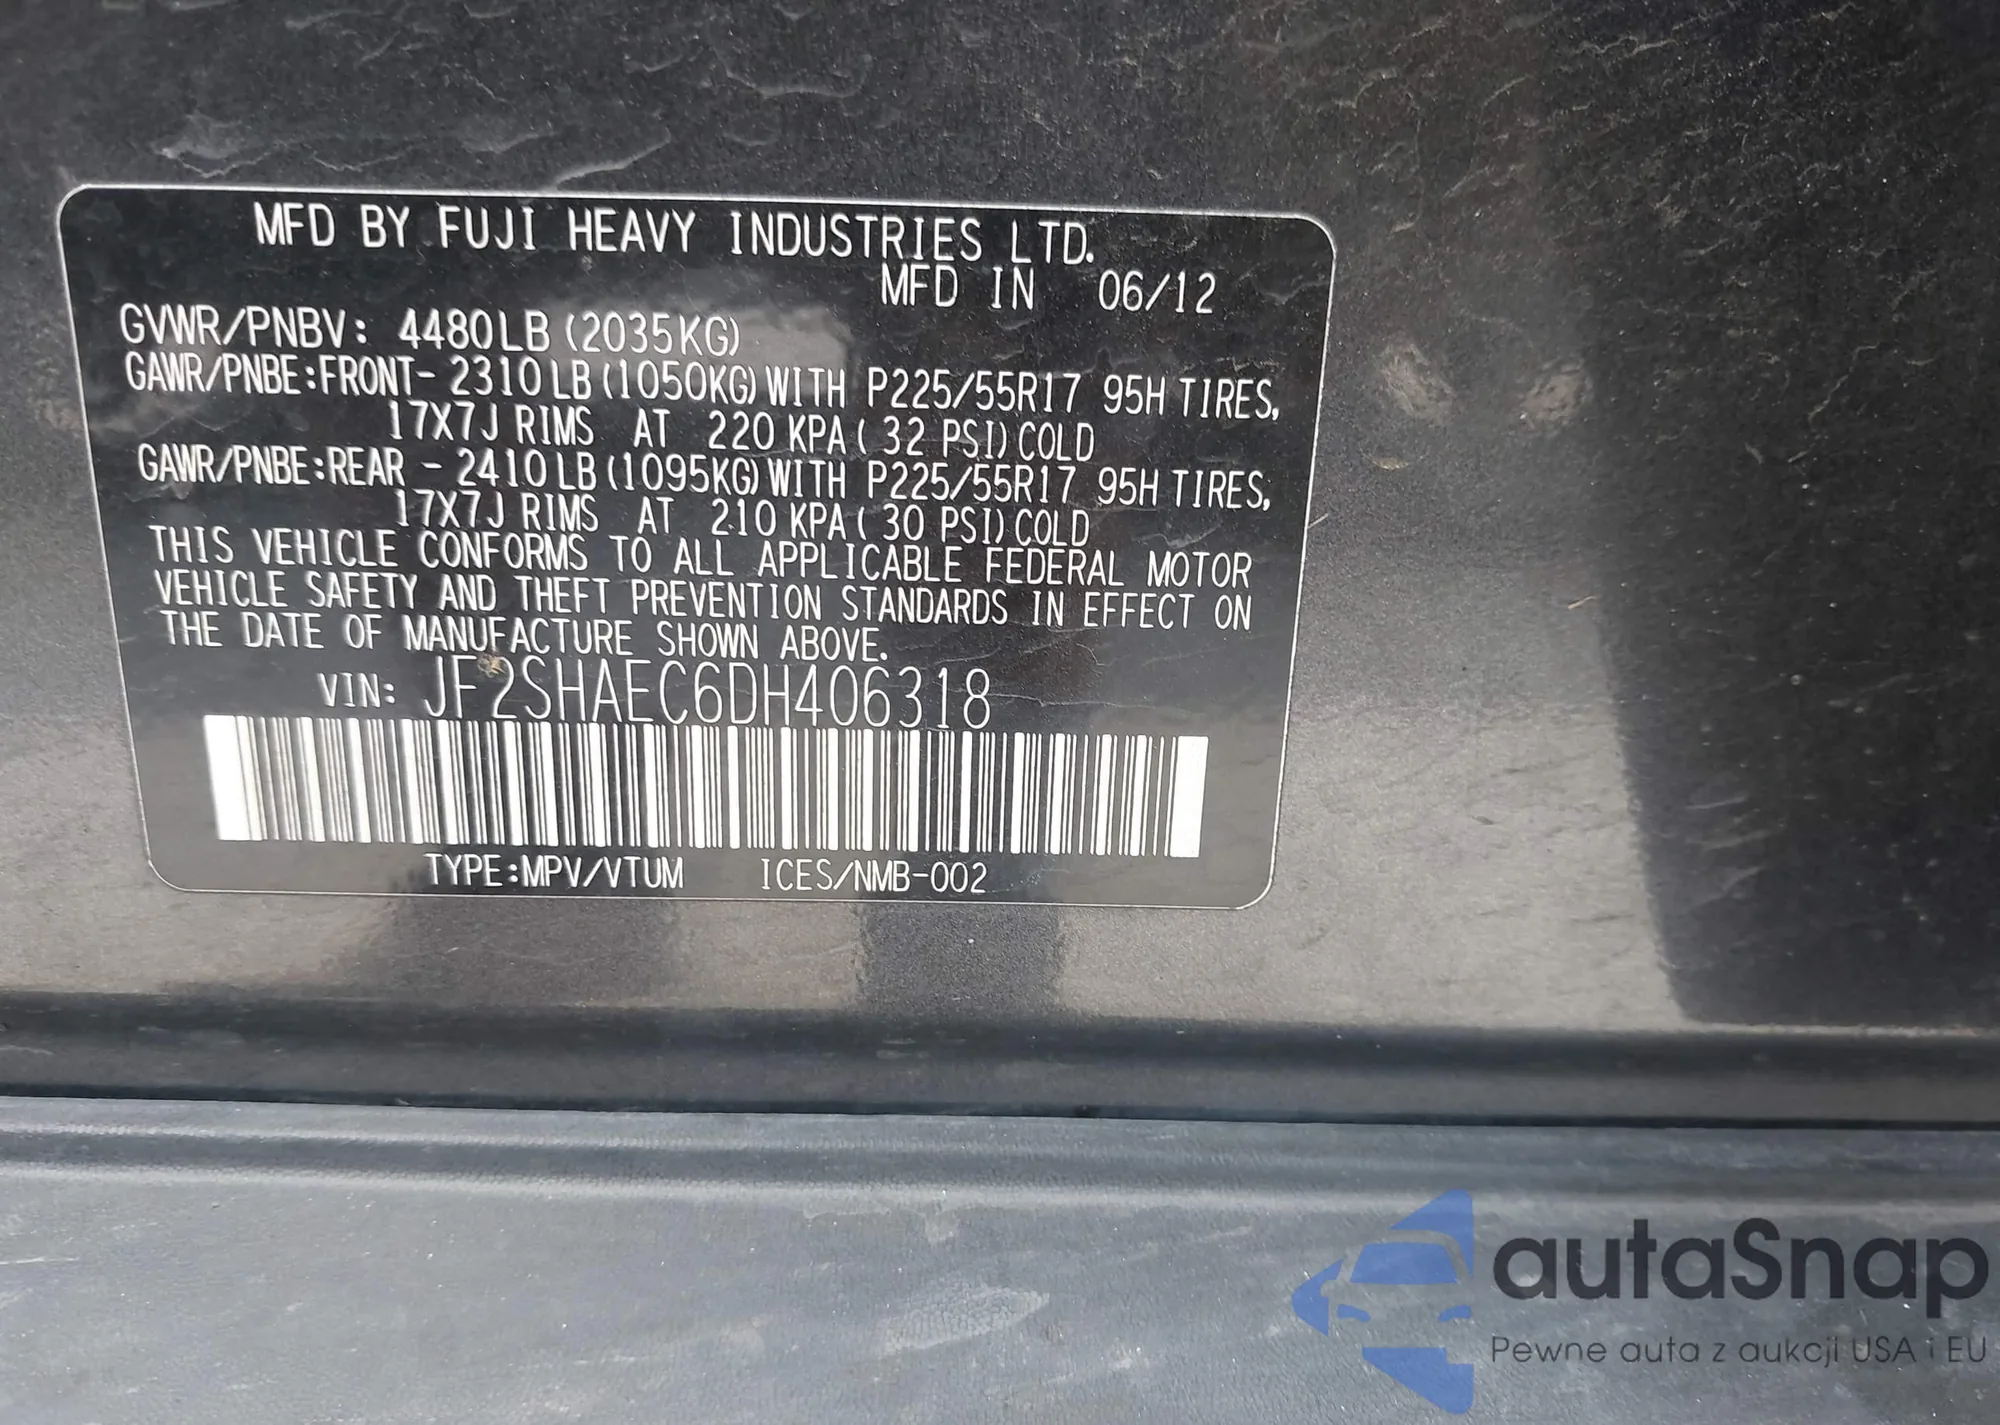 MFD BY FUJI HEAVY INDUSTRIES LTD.
MFD IN 06/12
GVWR/PNBV: 4480LB (2035KG)
GAWR/PNBE:FRONT- 2310LB(1050KG)WITH P225/55R17 95H TIRES,
17X7J RIMS AT 220 KPA( 32 PSI)COLD
GAWR/PNBE:REAR - 2410LB(1095KG)WITH P225/55R17 95H TIRES,
17X7J RIMS AT 210 KPA( 30 PSI)COLD
THIS VEHICLE CONFORMS TO ALL APPLICABLE FEDERAL MOTOR
VEHICLE SAFETY AND THEFT PREVENTION STANDARDS IN EFFECT ON
THE DATE OF MANUFACTURE SHOWN ABOVE.
VIN: JF2SHAEC6DH406318
TYPE:MPV/VTUM ICES/NMB-002
autaSnap
Pewne auta z aukcji USA i EU